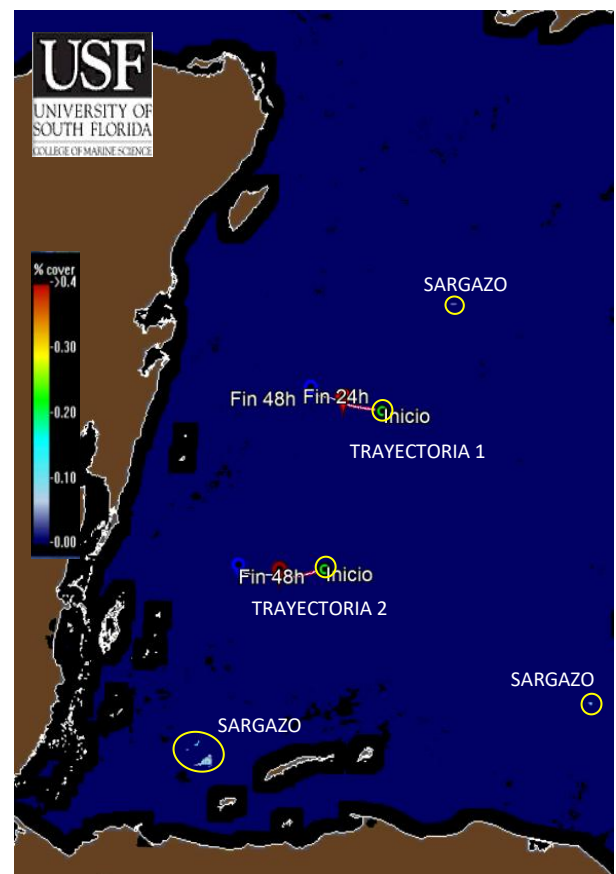 USF
UNIVERSITY OF
SOUTH FLORIDA
COLLEGE OF MARINE SCIENCE
% cover
->0.4
-0.30
-0.20
-0.10
-0.00
SARGAZO
Fin 48h Fin 24h
Inicio
TRAYECTORIA 1
Fin 48h
Inicio
TRAYECTORIA 2
SARGAZO
SARGAZO